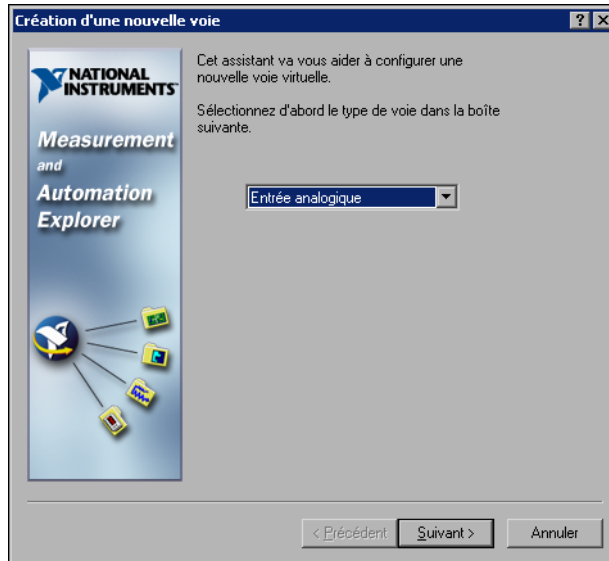 Création d'une nouvelle voie
NATIONAL
INSTRUMENTS
Measurement
and
Automation
Explorer
Cet assistant va vous aider à configurer une
nouvelle voie virtuelle.
Sélectionnez d'abord le type de voie dans la boîte
suivante.
Entrée analogique
< Précédent
Suivant >
Annuler